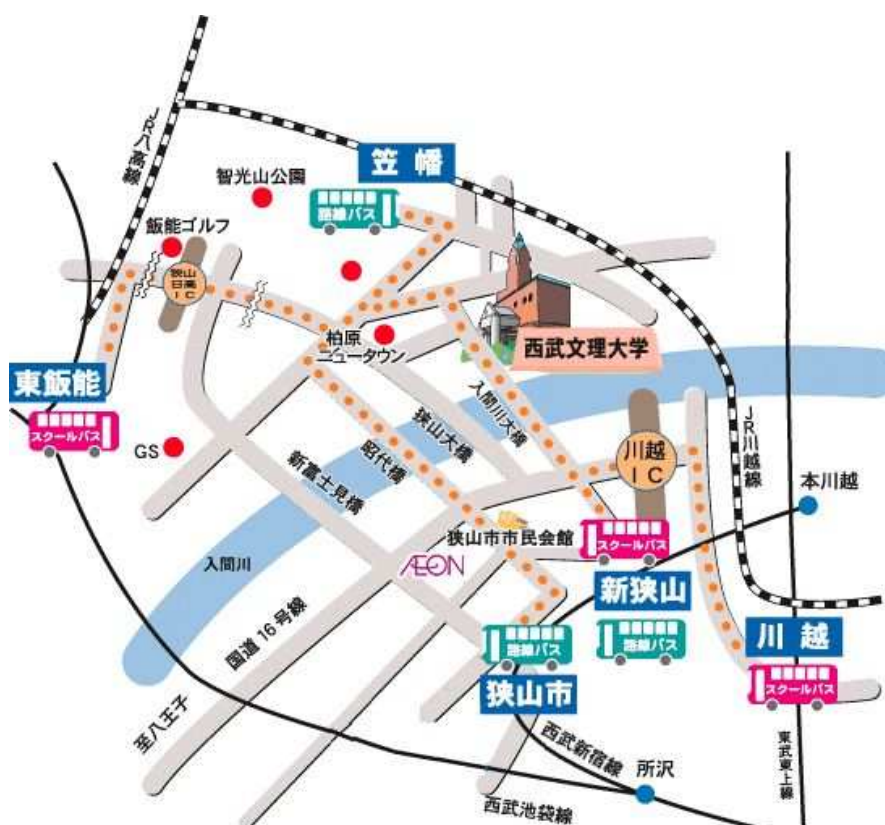 JR八高線
笠幡
智光山公園
路線バス
飯能ゴルフ
狭山
日高
IC
柏原
ニュータウン
西武文理大学
東飯能
スクールバス
GS
入間川大橋
狭山大橋
昭代橋
新富士見橋
川越
IC
JR川越線
本川越
狭山市市民会館
スクールバス
入間川
ÆON
新狭山
国道16号線
路線バス
路線バス
川越
スクールバス
狭山市
至八王子
西武新宿線
所沢
東武東上線
西武池袋線